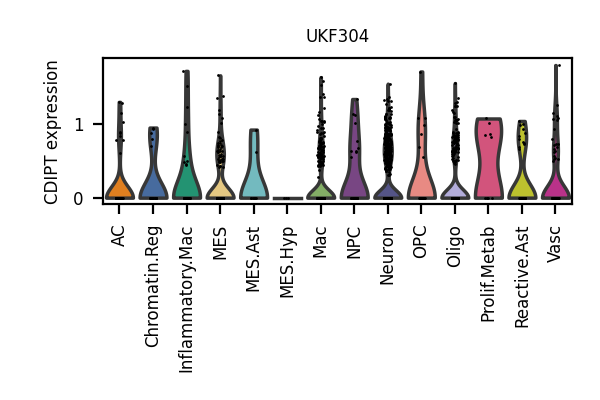 UKF304
CDIPT expression
1
0
AC
Chromatin.Reg
Inflammatory.Mac
MES
MES.Ast
MES.Hyp
Mac
NPC
Neuron
OPC
Oligo
Prolif.Metab
Reactive.Ast
Vasc